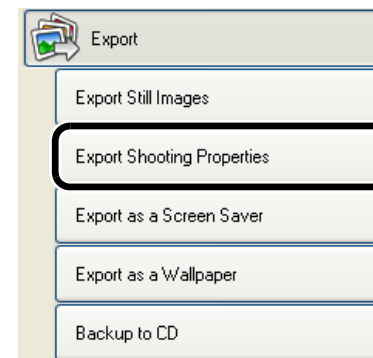 Export
Export Still Images
Export Shooting Properties
Export as a Screen Saver
Export as a Wallpaper
Backup to CD